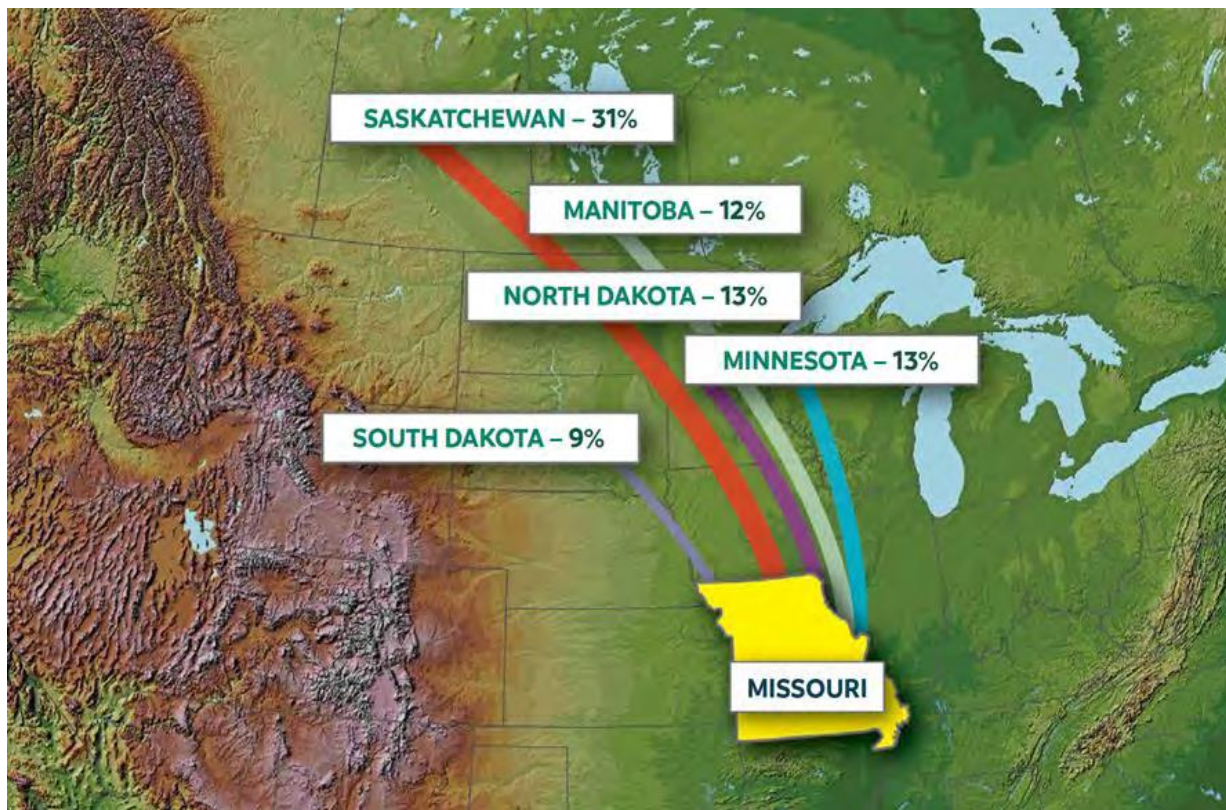 SASKATCHEWAN – 31%
MANITOBA – 12%
NORTH DAKOTA – 13%
MINNESOTA – 13%
SOUTH DAKOTA – 9%
MISSOURI